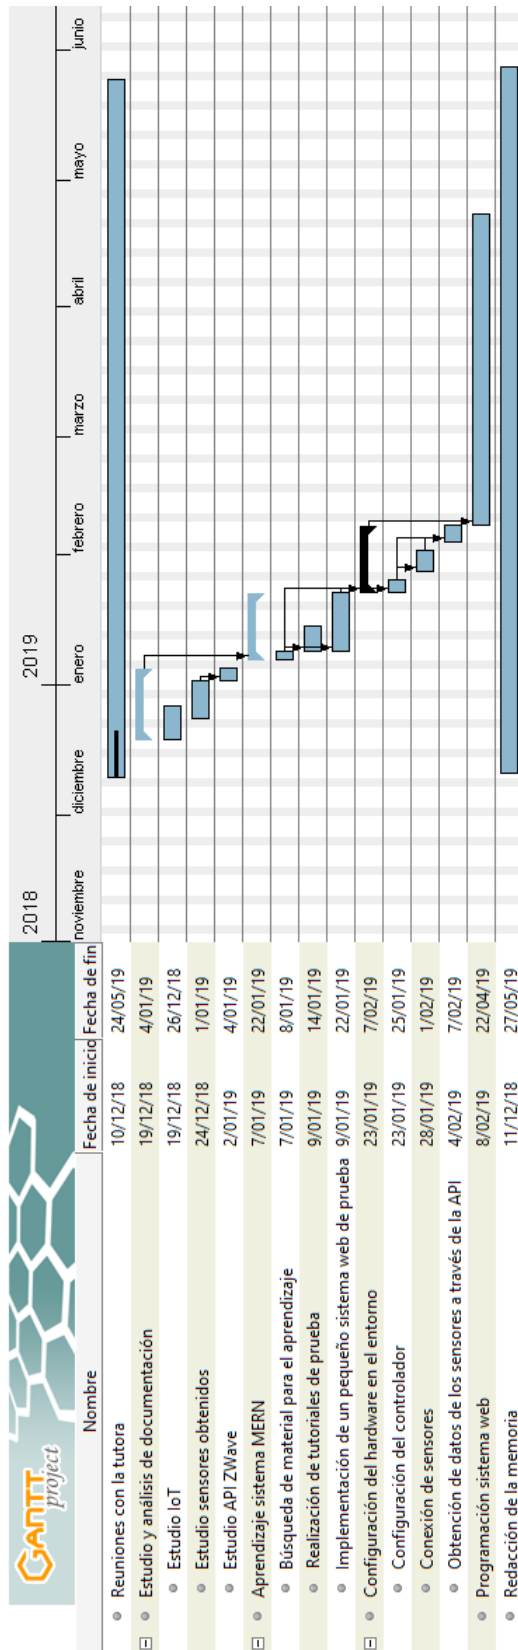 GANTT
project
2018
2019
Nombre Fecha de inicio Fecha de fin
noviembre diciembre enero febrero marzo abril mayo junio
Reuniones con la tutora 10/12/18 24/05/19
Estudio y análisis de documentación 19/12/18 4/01/19
Estudio IoT 19/12/18 26/12/18
Estudio sensores obtenidos 24/12/18 1/01/19
Estudio API ZWave 2/01/19 4/01/19
Aprendizaje sistema MERN 7/01/19 22/01/19
Búsqueda de material para el aprendizaje 7/01/19 8/01/19
Realización de tutoriales de prueba 9/01/19 14/01/19
Implementación de un pequeño sistema web de prueba 9/01/19 22/01/19
Configuración del hardware en el entorno 23/01/19 7/02/19
Configuración del controlador 23/01/19 25/01/19
Conexión de sensores 28/01/19 1/02/19
Obtención de datos de los sensores a través de la API 4/02/19 7/02/19
Programación sistema web 8/02/19 22/04/19
Redacción de la memoria 11/12/18 27/05/19